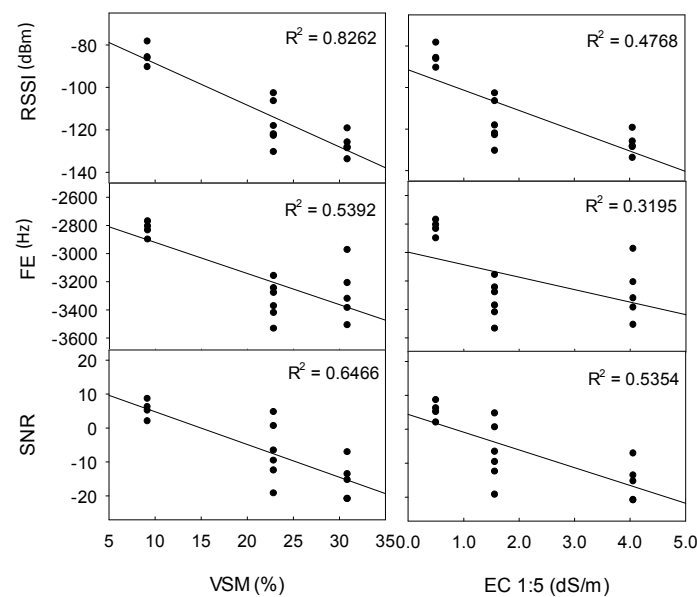 R² = 0.8262
R² = 0.4768
RSSI (dBm)
-80
-100
-120
-140
R² = 0.5392
R² = 0.3195
FE (Hz)
-2600
-2800
-3000
-3200
-3400
-3600
R² = 0.6466
R² = 0.5354
SNR
20
10
0
-10
-20
5 10 15 20 25 30 35
0.0 1.0 2.0 3.0 4.0 5.0
VSM (%)
EC 1:5 (dS/m)